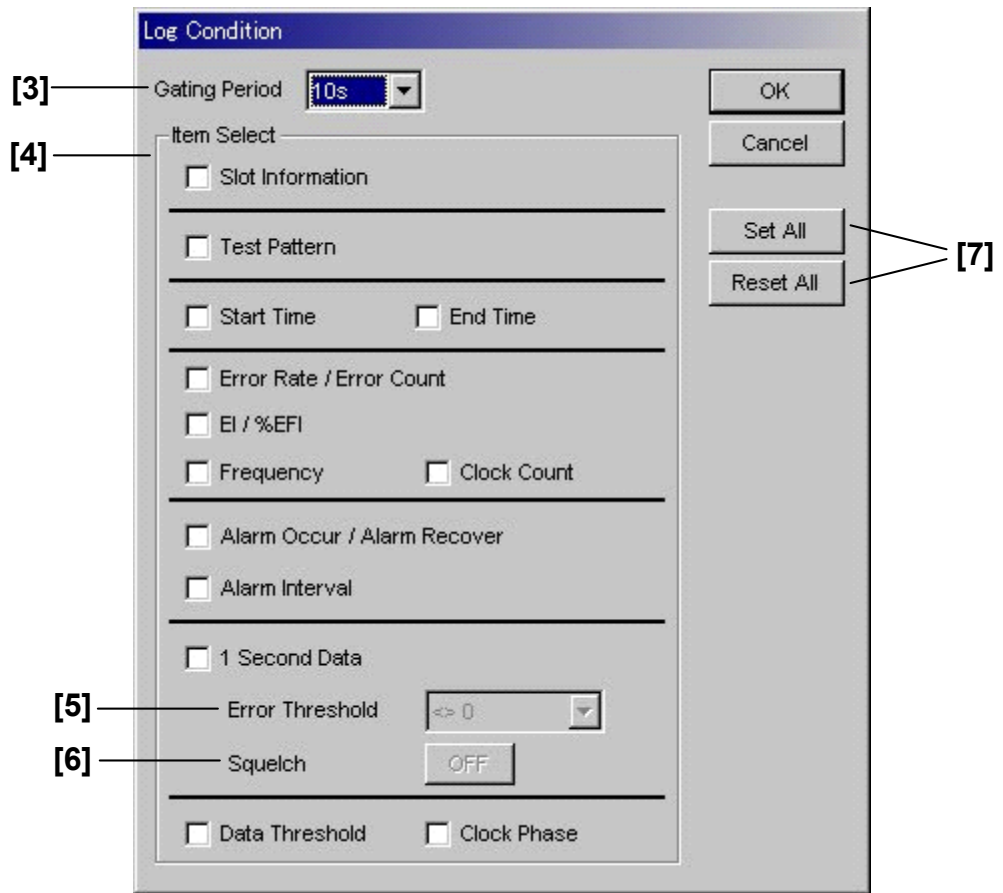 Log Condition
[3] Gating Period 10s OK
[4] Item Select Cancel
Slot Information
Test Pattern Set All
[7]
Reset All
Start Time End Time
Error Rate / Error Count
EI / %EFI
Frequency Clock Count
Alarm Occur / Alarm Recover
Alarm Interval
1 Second Data
[5] Error Threshold <> 0
[6] Squelch OFF
Data Threshold Clock Phase